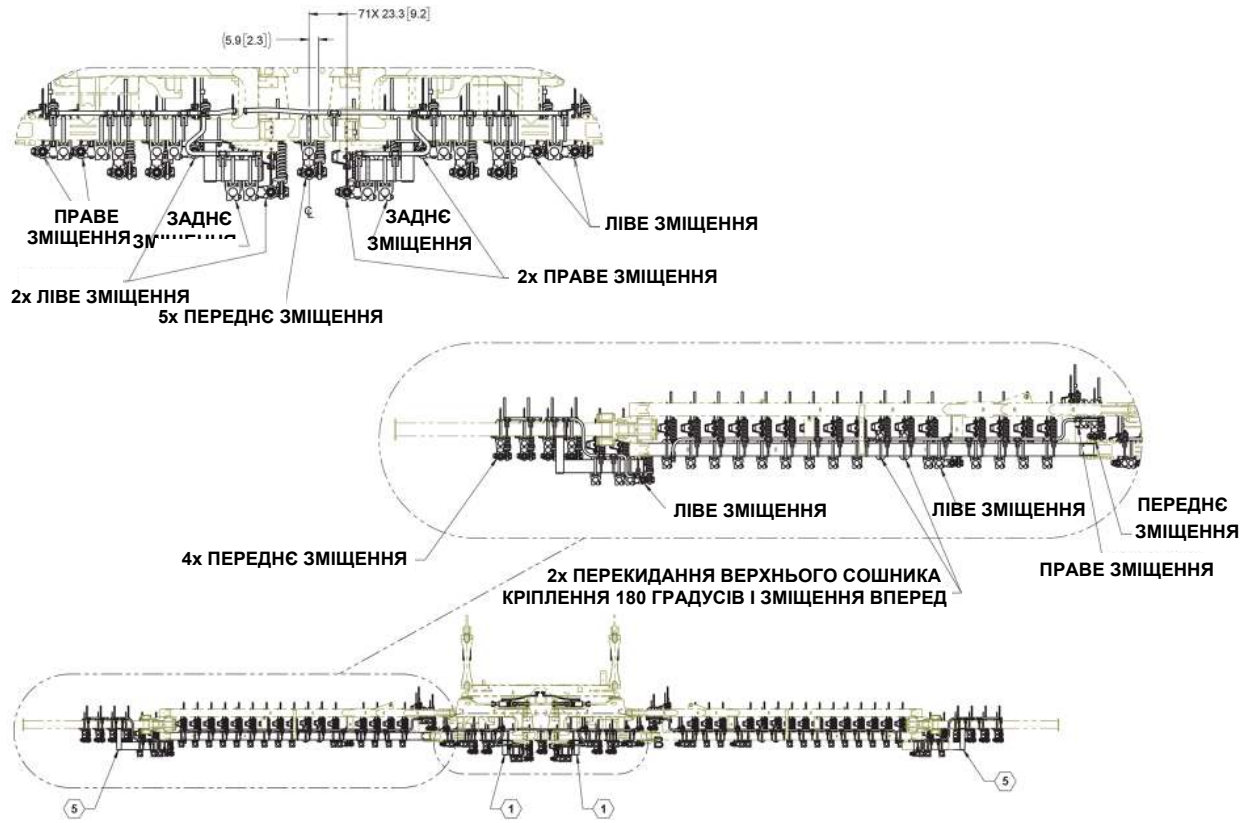 71X 23.3 [9.2]
(5.9[2.3])
ПРАВЕ
ЗМІЩЕННЯ
ЗАДНЄ
ЗМІЩЕННЯ
℄
ЗАДНЄ
ЗМІЩЕННЯ
ЛІВЕ ЗМІЩЕННЯ
2x ЛІВЕ ЗМІЩЕННЯ
2x ПРАВЕ ЗМІЩЕННЯ
5x ПЕРЕДНЄ ЗМІЩЕННЯ
ЛІВЕ ЗМІЩЕННЯ
ЛІВЕ ЗМІЩЕННЯ
ПЕРЕДНЄ
ЗМІЩЕННЯ
4x ПЕРЕДНЄ ЗМІЩЕННЯ
ПРАВЕ ЗМІЩЕННЯ
2x ПЕРЕКИДАННЯ ВЕРХНЬОГО СОШНИКА
КРІПЛЕННЯ 180 ГРАДУСІВ І ЗМІЩЕННЯ ВПЕРЕД
5
1
1
5